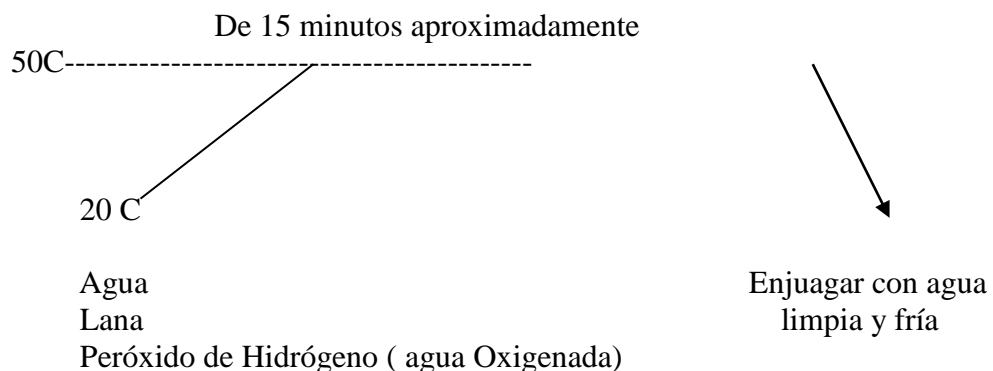 De 15 minutos aproximadamente
50C--------------------------------------------
20 C
Agua
Lana
Peróxido de Hidrógeno ( agua Oxigenada)
Enjuagar con agua
limpia y fría